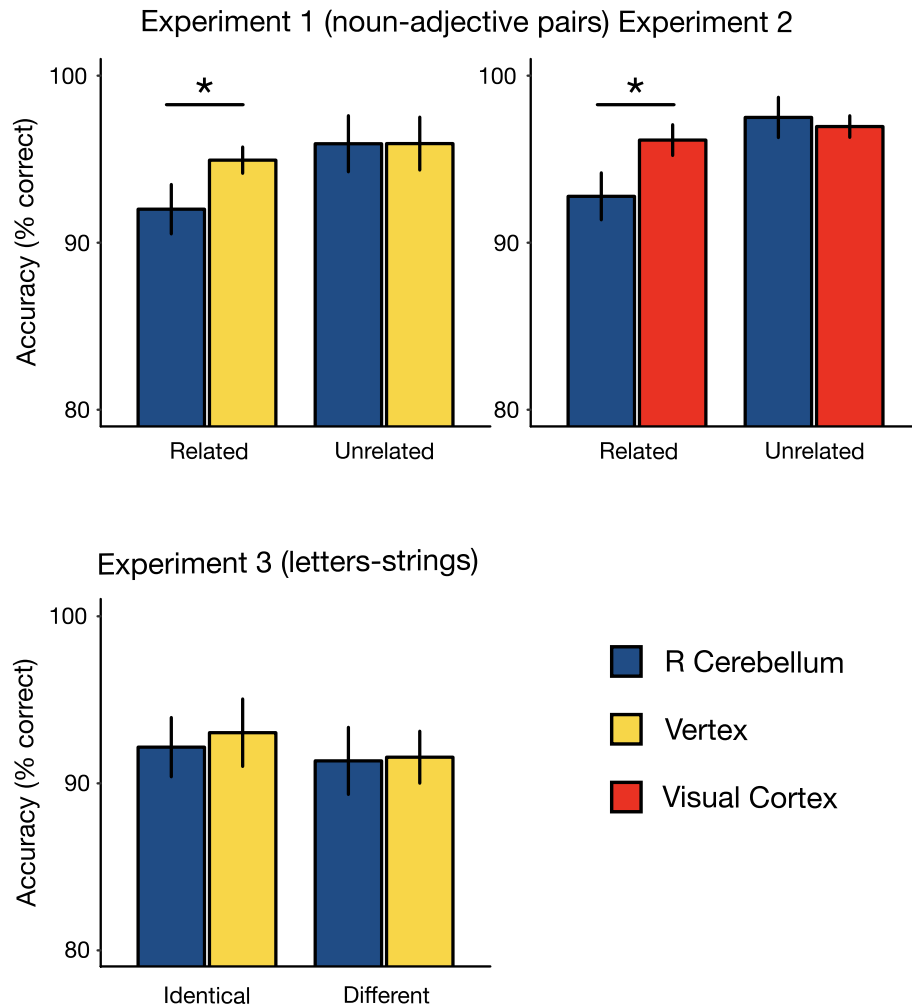 Experiment 1 (noun-adjective pairs) Experiment 2
100
90
80
Accuracy (% correct)
*
Related
Unrelated
100
90
80
*
Related
Unrelated
Experiment 3 (letters-strings)
100
90
80
Accuracy (% correct)
Identical
Different
R Cerebellum
Vertex
Visual Cortex